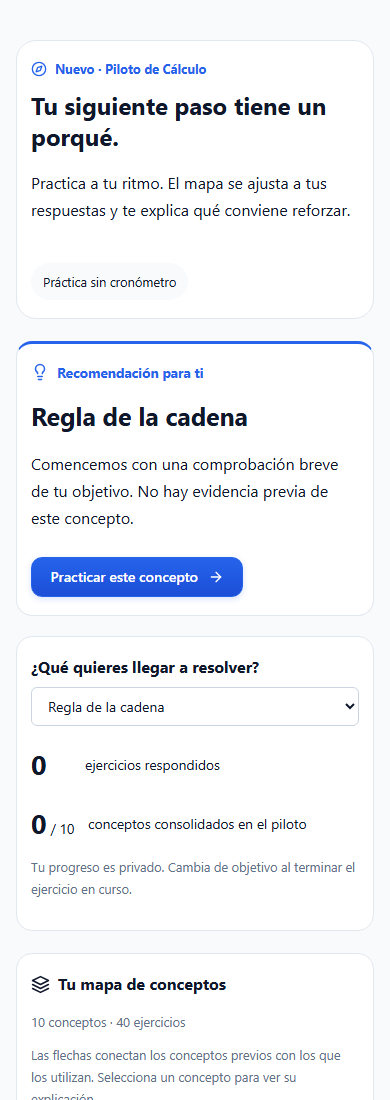 Nuevo · Piloto de Cálculo
Tu siguiente paso tiene un
porqué.
Practica a tu ritmo. El mapa se ajusta a tus
respuestas y te explica qué conviene reforzar.
Práctica sin cronómetro
Recomendación para ti
Regla de la cadena
Comencemos con una comprobación breve
de tu objetivo. No hay evidencia previa de
este concepto.
Practicar este concepto
¿Qué quieres llegar a resolver?
Regla de la cadena
0 ejercicios respondidos
0 / 10 conceptos consolidados en el piloto
Tu progreso es privado. Cambia de objetivo al terminar el
ejercicio en curso.
Tu mapa de conceptos
10 conceptos · 40 ejercicios
Las flechas conectan los conceptos previos con los que
los utilizan. Selecciona un concepto para ver su
explicación.